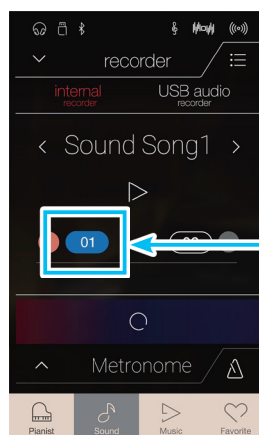 recorder
internal
recorder
USB audio
recorder
Sound Song1
01
Metronome
Pianist
Sound
Music
Favorite